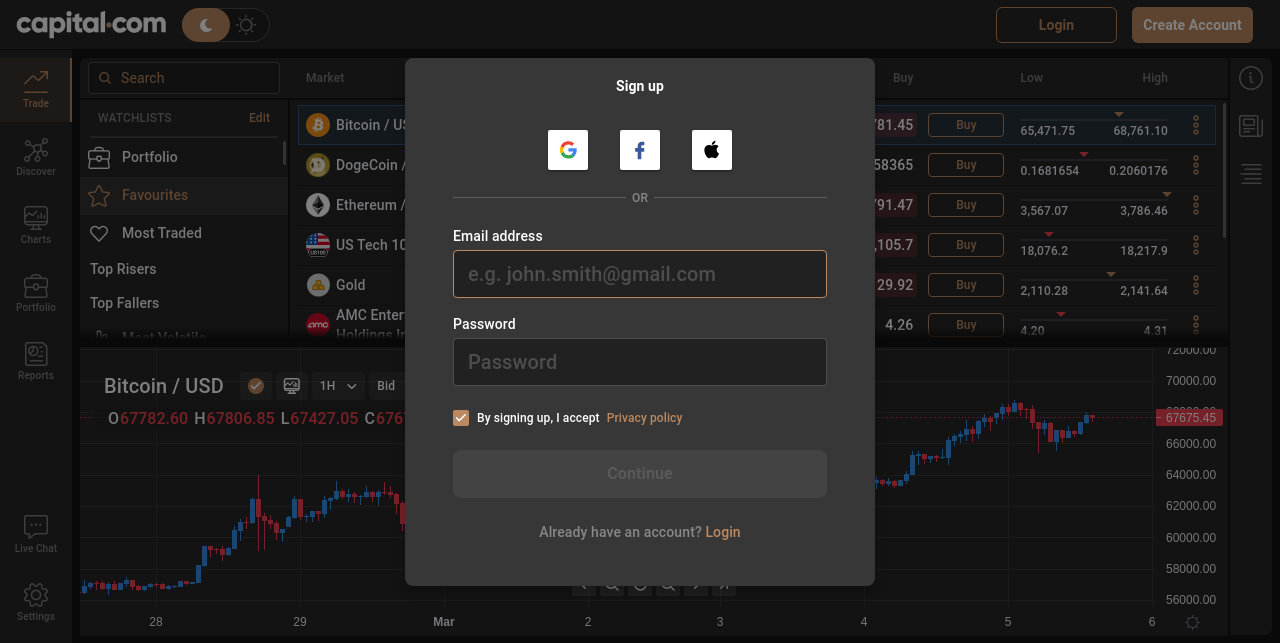 capital.com
Login
Create Account
Trade
Discover
Charts
Portfolio
Reports
Live Chat
Settings
Search
WATCHLISTS Edit
Portfolio
Favourites
Most Traded
Top Risers
Top Fallers
Most Volatile
Market Buy Low High
Bitcoin / US 781.45 Buy 65,471.75 68,761.10
DogeCoin / 58365 Buy 0.1681654 0.2060176
Ethereum / 791.47 Buy 3,567.07 3,786.46
US Tech 10 ,105.7 Buy 18,076.2 18,217.9
Gold 29.92 Buy 2,110.28 2,141.64
AMC Enter
Holdings In 4.26 Buy 4.20 4.31
Sign up
OR
Email address
e.g. john.smith@gmail.com
Password
Password
By signing up, I accept Privacy policy
Continue
Already have an account? Login
Bitcoin / USD 1H Bid
O67782.60 H67806.85 L67427.05 C676
72000.00
70000.00
67675.45
66000.00
64000.00
62000.00
60000.00
58000.00
56000.00
28 29 Mar 2 3 4 5 6